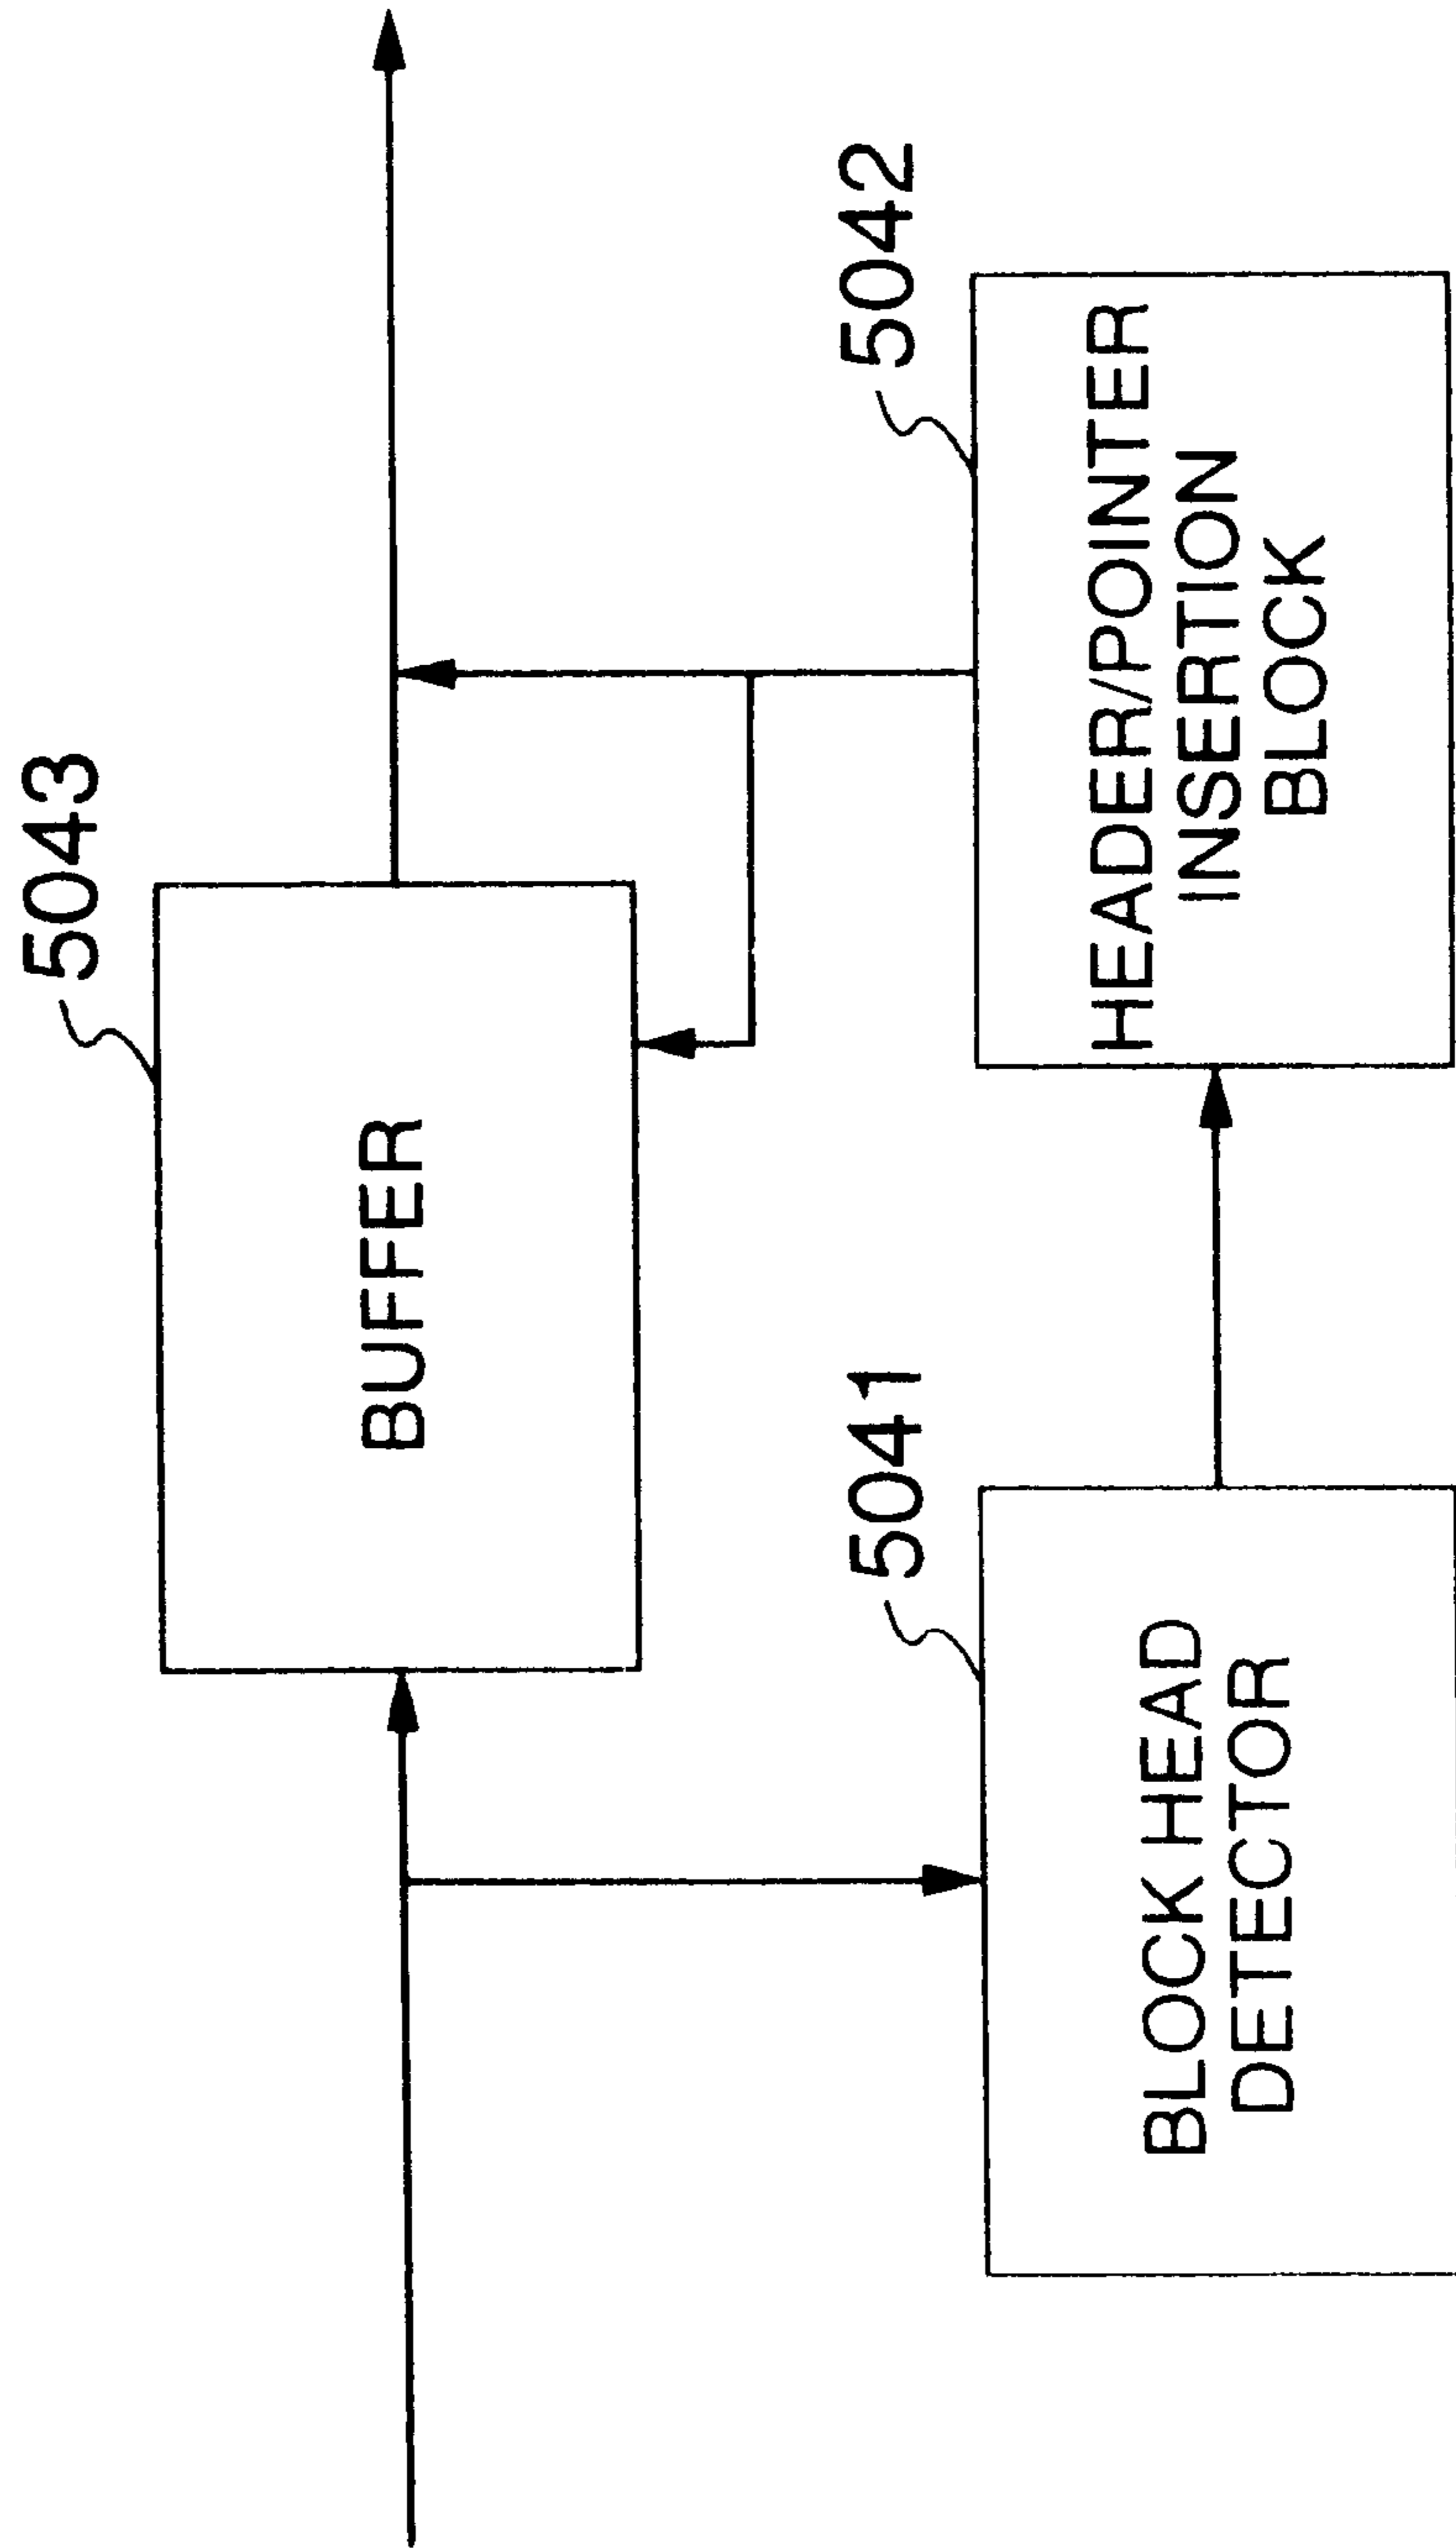 5043
BUFFER
5041
BLOCK HEAD
DETECTOR
5042
HEADER/POINTER
INSERTION
BLOCK